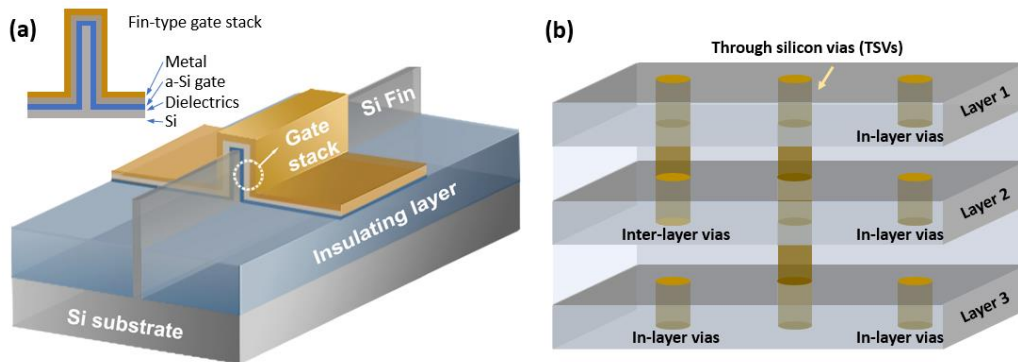 (a)
Fin-type gate stack
Metal
a-Si gate
Dielectrics
Si
Si Fin
Gate
stack
Insulating layer
Si substrate
(b)
Through silicon vias (TSVs)
Layer 1
In-layer vias
Layer 2
Inter-layer vias
In-layer vias
Layer 3
In-layer vias
In-layer vias